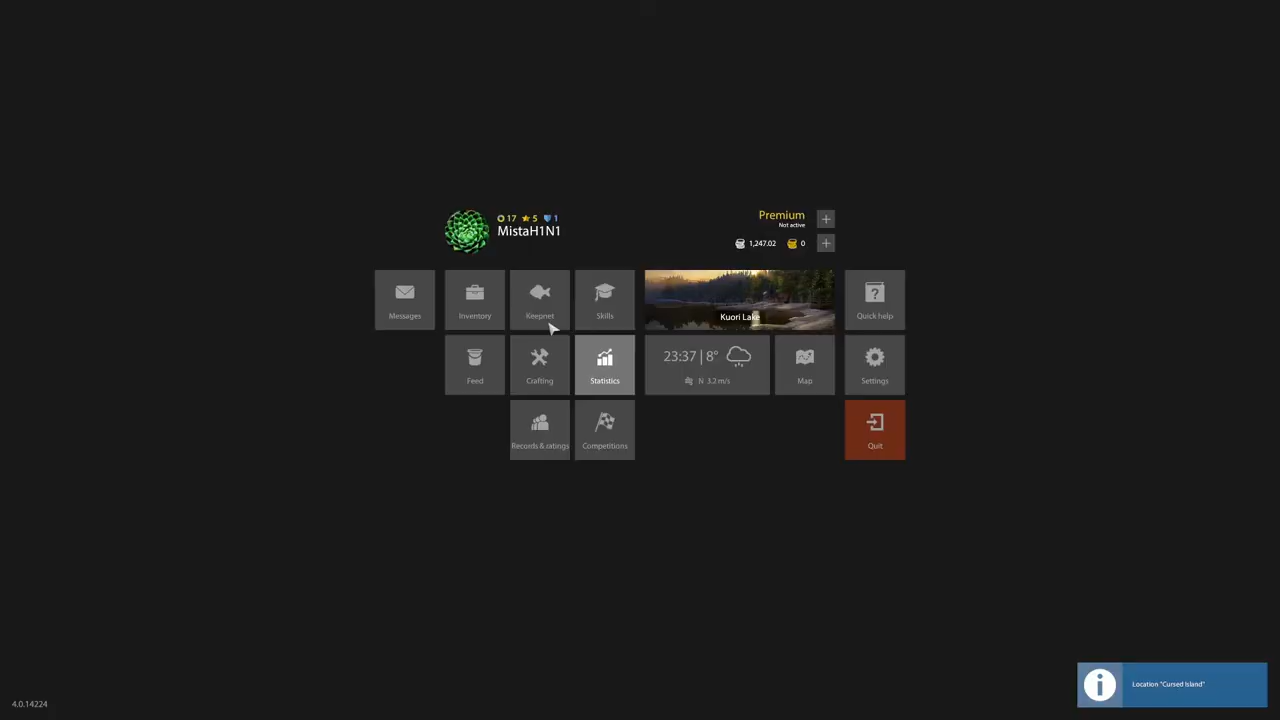 17 5 1
MistaH1N1
Premium
Not active
1,247.02 0
Messages
Inventory
Keepnet
Skills
Kuori Lake
Quick help
Feed
Crafting
Statistics
23:37 | 8°
N 3.2 m/s
Map
Settings
Records & ratings
Competitions
Quit
Location "Cursed Island"
4.0.14224